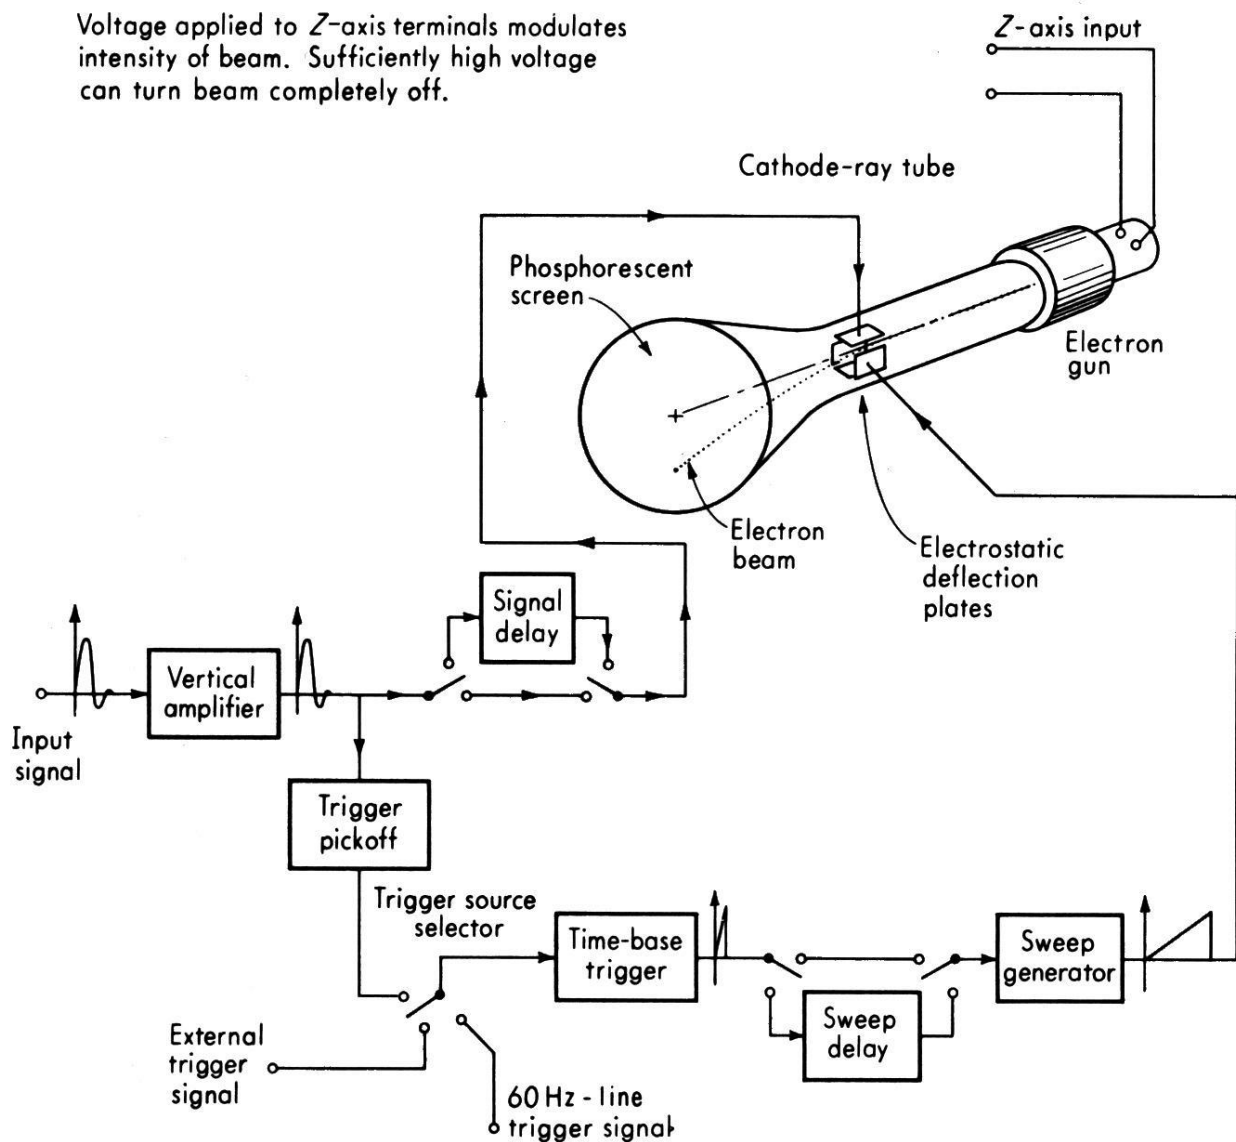 Voltage applied to Z-axis terminals modulates
intensity of beam. Sufficiently high voltage
can turn beam completely off.
Z-axis input
Cathode-ray tube
Phosphorescent
screen
Electron
gun
Electron
beam
Electrostatic
deflection
plates
Signal
delay
Vertical
amplifier
Input
signal
Trigger
pickoff
Trigger source
selector
Time-base
trigger
Sweep
generator
Sweep
delay
External
trigger
signal
60 Hz-line
trigger signal